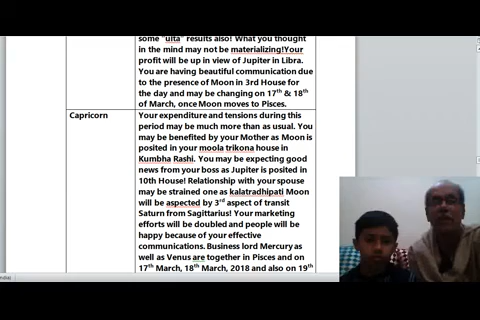 some "ulta" results also! What you thought
in the mind may not be materializing!Your
profit will be up in view of Jupiter in Libra.
You are having beautiful communication due
to the presence of Moon in 3rd House for
the day and may be changing on 17th & 18th
of March, once Moon moves to Pisces.
Capricorn
Your expenditure and tensions during this
period may be much more than as usual. You
may be benefited by your Mother as Moon is
posited in your moola trikona house in
Kumbha Rashi. You may be expecting good
news from your boss as Jupiter is posited in
10th House! Relationship with your spouse
may be strained one as kalatradhipati Moon
will be aspected by 3rd aspect of transit
Saturn from Sagittarius! Your marketing
efforts will be doubled and people will be
happy because of your effective
communications. Business lord Mercury as
well as Venus are together in Pisces and on
17th March, 18th March, 2018 and also on 19th